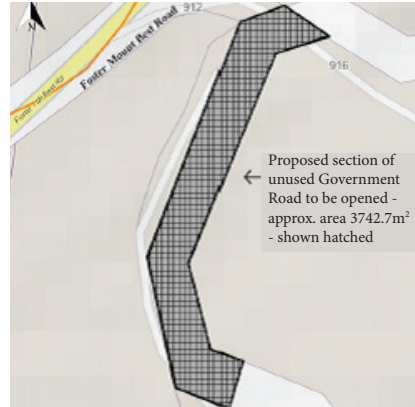 N
912
Foster Mount Best Road
916
Proposed section of
unused Government
Road to be opened -
approx. area 3742.7m²
- shown hatched